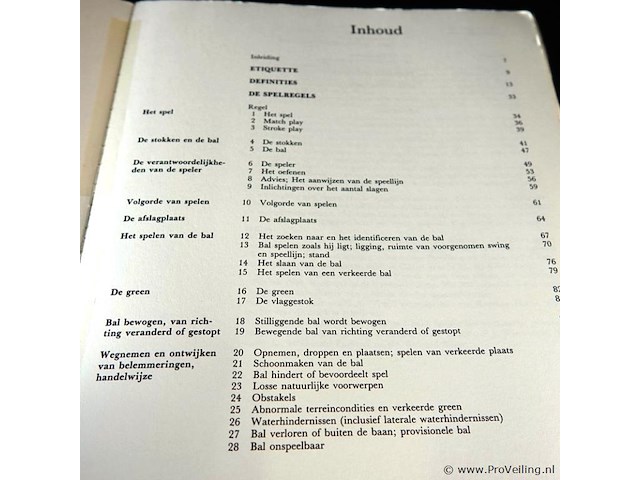 Inhoud
Inleiding 7
ETIQUETTE 9
DEFINITIES 13
DE SPELREGELS 33
Regel
Het spel 1 Het spel 34
2 Match play 36
3 Stroke play 39
De stokken en de bal 4 De stokken 41
5 De bal 47
De verantwoordelijkhe- 6 De speler 49
den van de speler 7 Het oefenen 53
8 Advies; Het aanwijzen van de speellijn 56
9 Inlichtingen over het aantal slagen 59
Volgorde van spelen 10 Volgorde van spelen 61
De afslagplaats 11 De afslagplaats 64
Het spelen van de bal 12 Het zoeken naar en het identificeren van de bal 67
13 Bal spelen zoals hij ligt; ligging, ruimte van voorgenomen swing 70
en speellijn; stand
14 Het slaan van de bal 76
15 Het spelen van een verkeerde bal 79
De green 16 De green
17 De vlaggestok
Bal bewogen, van rich- 18 Stilliggende bal wordt bewogen
ting veranderd of gestopt 19 Bewegende bal van richting veranderd of gestopt
Wegnemen en ontwijken 20 Opnemen, droppen en plaatsen; spelen van verkeerde plaats
van belemmeringen, 21 Schoonmaken van de bal
handelwijze 22 Bal hindert of bevoordeelt spel
23 Losse natuurlijke voorwerpen
24 Obstakels
25 Abnormale terreincondities en verkeerde green
26 Waterhindernissen (inclusief laterale waterhindernissen)
27 Bal verloren of buiten de baan; provisionele bal
28 Bal onspeelbaar
© www.ProVeiling.nl